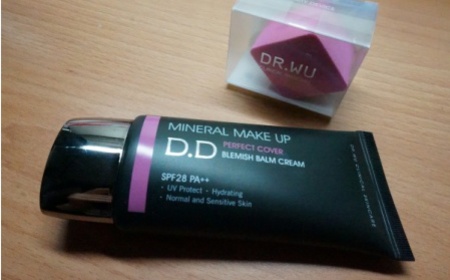 DR.WU
MINERAL MAKE UP
D.D PERFECT COVER
BLEMISH BALM CREAM
SPF28 PA++
· UV Protect · Hydrating
· Normal and Sensitive Skin